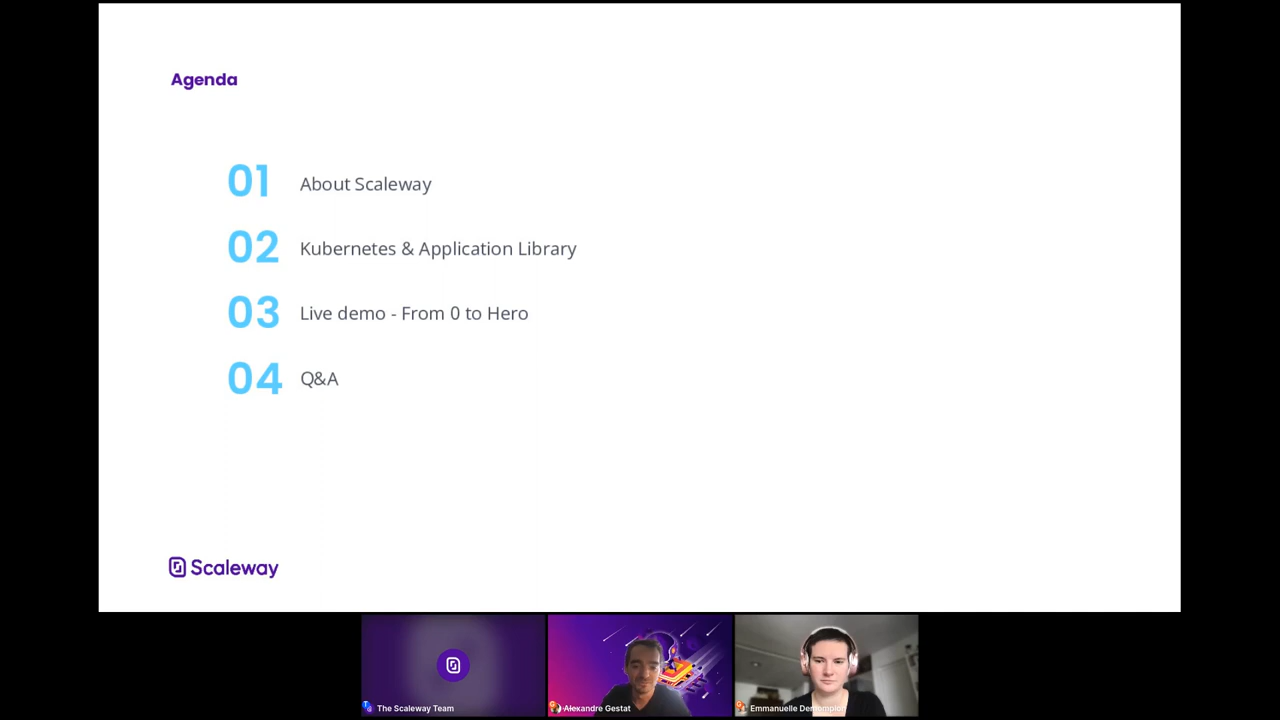 Agenda
01 About Scaleway
02 Kubernetes & Application Library
03 Live demo - From 0 to Hero
04 Q&A
Scaleway
The Scaleway Team
Alexandre Gestat
Emmanuelle